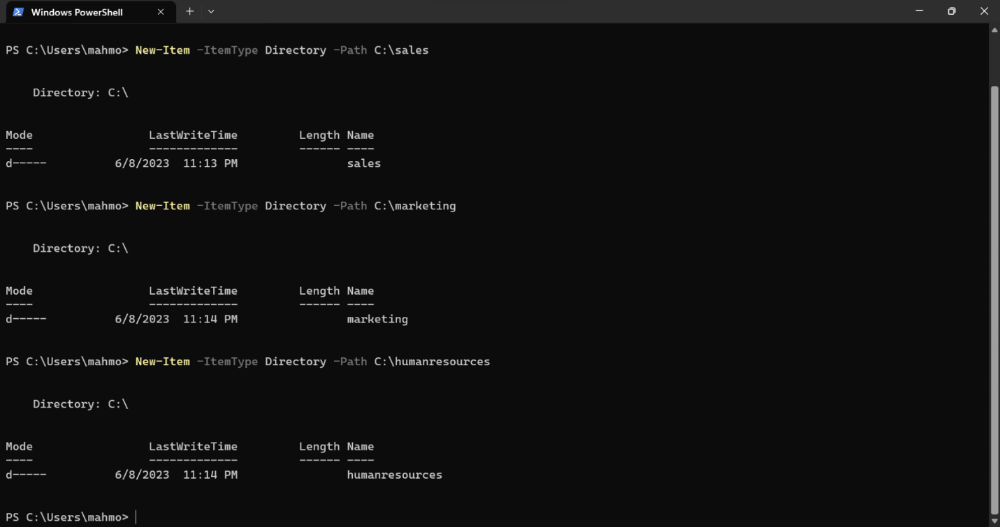 Windows PowerShell
PS C:\Users\mahmo> New-Item -ItemType Directory -Path C:\sales
    Directory: C:\
Mode                 LastWriteTime         Length Name
----                 -------------         ------ ----
d-----          6/8/2023  11:13 PM                sales
PS C:\Users\mahmo> New-Item -ItemType Directory -Path C:\marketing
    Directory: C:\
Mode                 LastWriteTime         Length Name
----                 -------------         ------ ----
d-----          6/8/2023  11:14 PM                marketing
PS C:\Users\mahmo> New-Item -ItemType Directory -Path C:\humanresources
    Directory: C:\
Mode                 LastWriteTime         Length Name
----                 -------------         ------ ----
d-----          6/8/2023  11:14 PM                humanresources
PS C:\Users\mahmo>